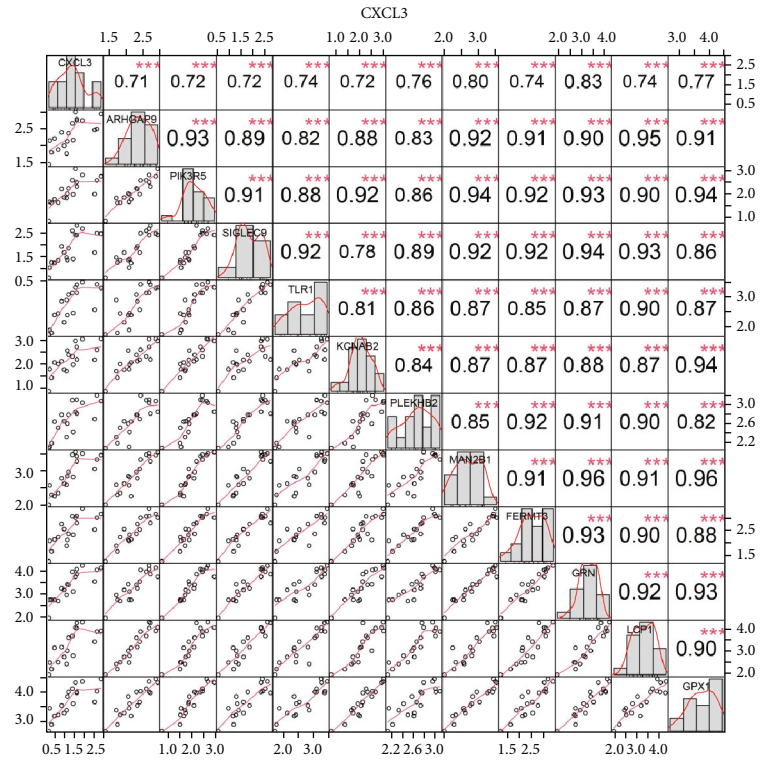 CXCL3
1.5 2.5 0.5 1.5 2.5 1.0 2.0 3.0 2.0 3.0 2.0 3.0 4.0 3.0 4.0
CXCL3 *** 0.71 *** 0.72 *** 0.72 *** 0.74 *** 0.72 *** 0.76 *** 0.80 *** 0.74 *** 0.83 *** 0.74 *** 0.77 2.5 1.5 0.5
2.5 1.5 ARHGAP9 *** 0.93 *** 0.89 *** 0.82 *** 0.88 *** 0.83 *** 0.92 *** 0.91 *** 0.90 *** 0.95 *** 0.91
PIK3R5 *** 0.91 *** 0.88 *** 0.92 *** 0.86 *** 0.94 *** 0.92 *** 0.93 *** 0.90 *** 0.94 3.0 2.0 1.0
2.5 1.5 0.5 SIGLEC9 *** 0.92 *** 0.78 *** 0.89 *** 0.92 *** 0.92 *** 0.94 *** 0.93 *** 0.86
TLR1 *** 0.81 *** 0.86 *** 0.87 *** 0.85 *** 0.87 *** 0.90 *** 0.87 3.0 2.0
3.0 2.0 1.0 KCNAB2 *** 0.84 *** 0.87 *** 0.87 *** 0.88 *** 0.87 *** 0.94
PLEKHB2 *** 0.85 *** 0.92 *** 0.91 *** 0.90 *** 0.82 3.0 2.6 2.2
3.0 2.0 MAN2B1 *** 0.91 *** 0.96 *** 0.91 *** 0.96
FERMT3 *** 0.93 *** 0.90 *** 0.88 2.5 1.5
4.0 3.0 2.0 GRN *** 0.92 *** 0.93
LCP1 *** 0.90 4.0 3.0 2.0
4.0 3.0 GPX1
0.5 1.5 2.5 1.0 2.0 3.0 2.0 3.0 2.2 2.6 3.0 1.5 2.5 2.0 3.0 4.0